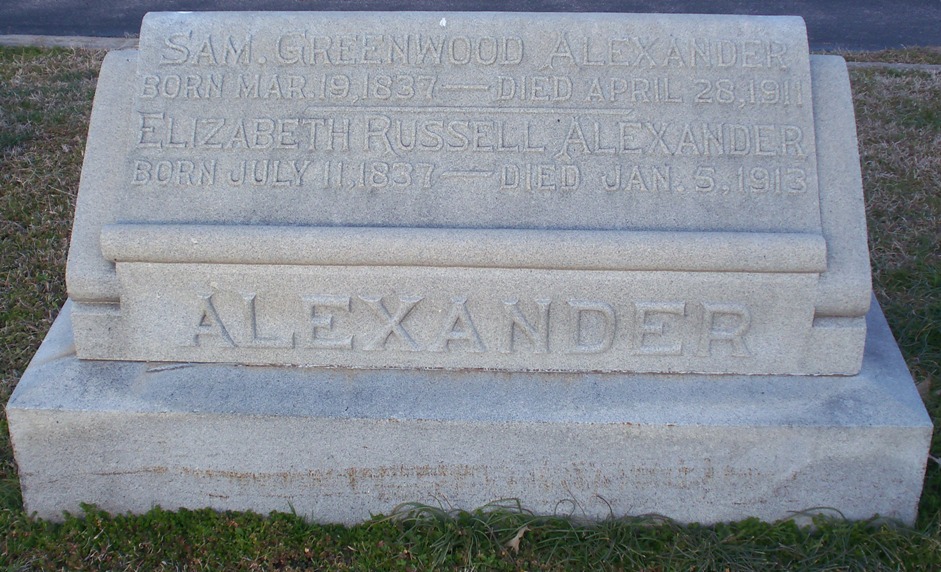 SAM. GREENWOOD ALEXANDER
BORN MAR. 19, 1837 — DIED APRIL 28, 1911
ELIZABETH RUSSELL ALEXANDER
BORN JULY 11, 1837 — DIED JAN. 5, 1913
ALEXANDER